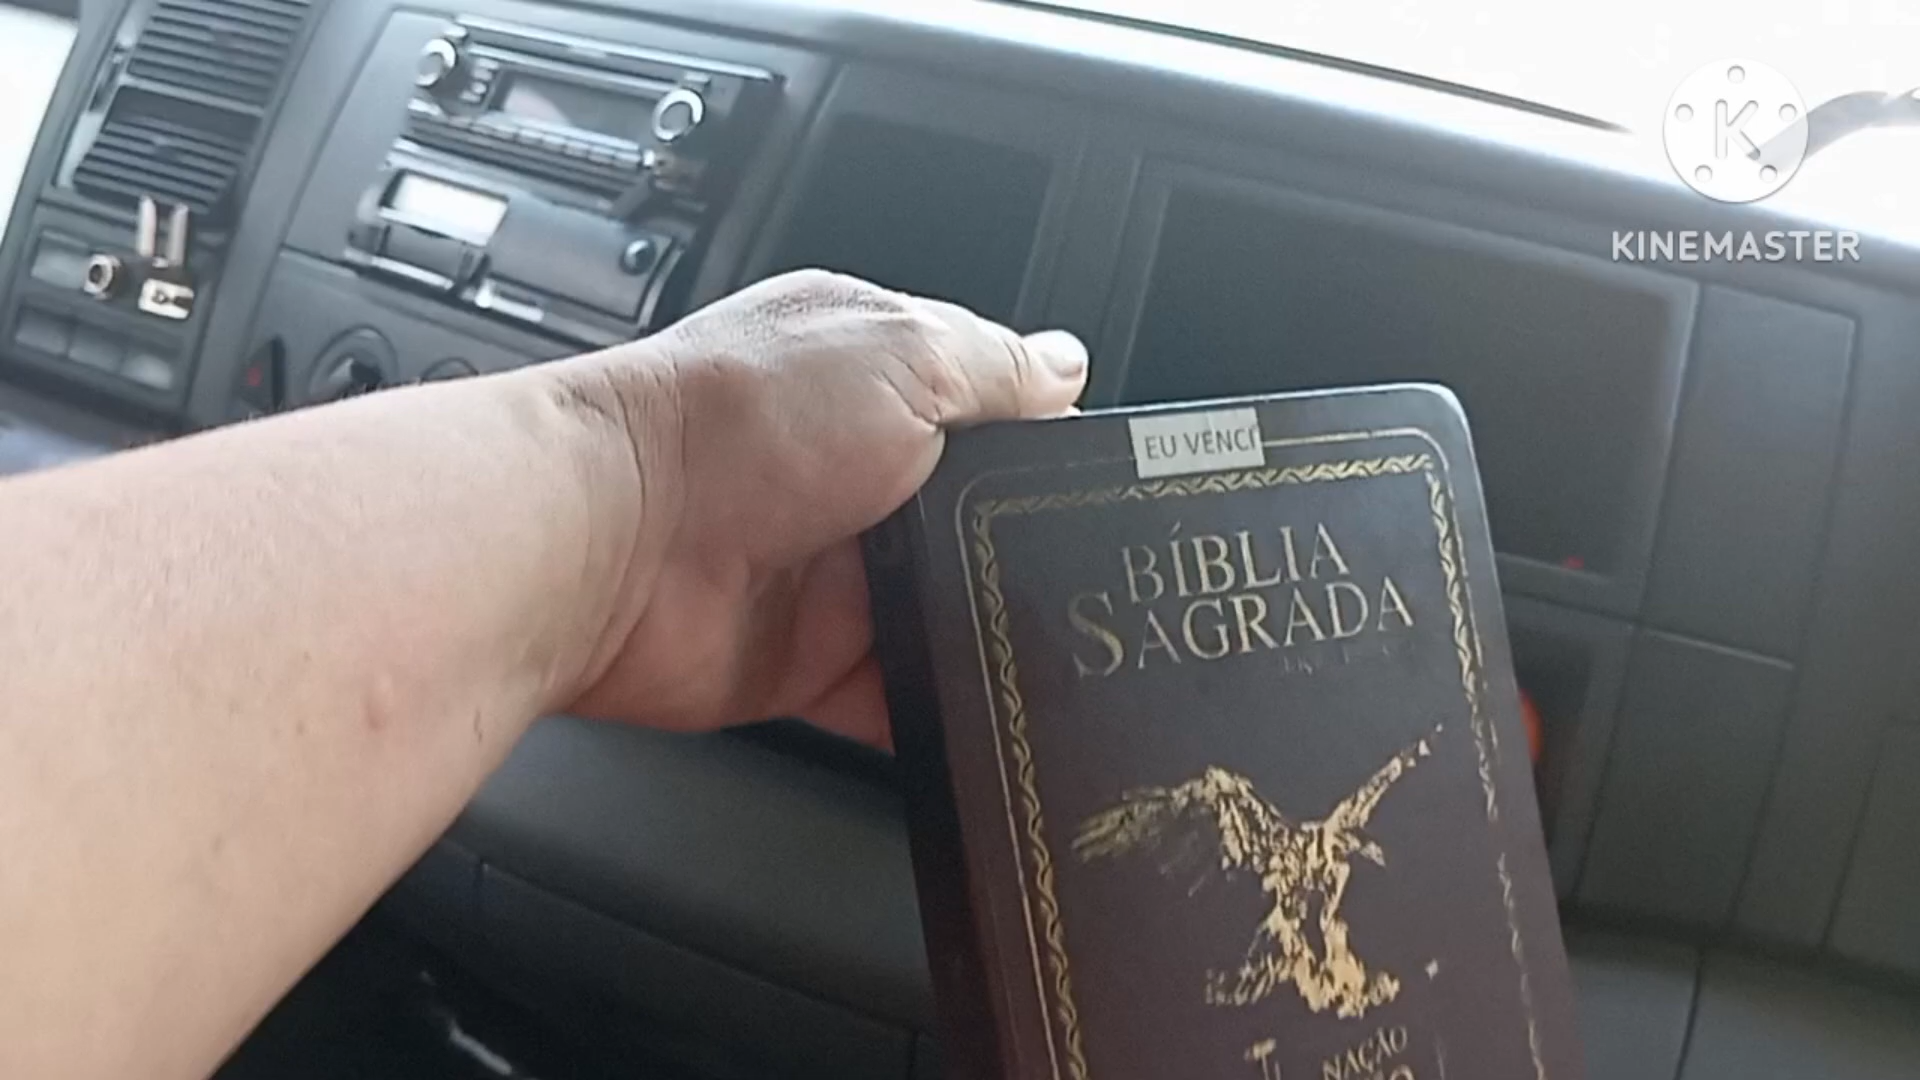 K
KINEMASTER
EU VENCI
BÍBLIA
SAGRADA
NAÇÃO